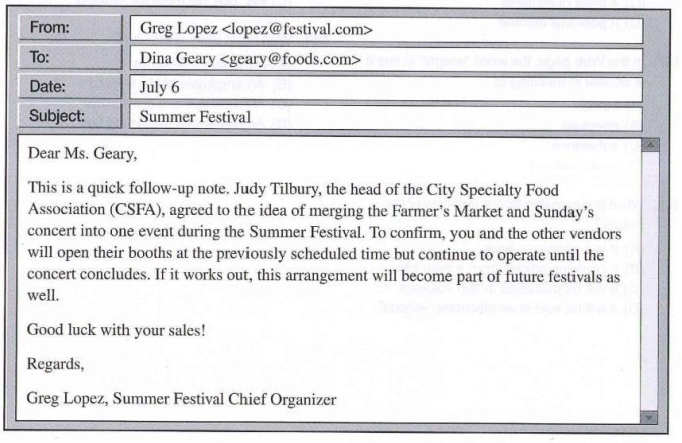 From: Greg Lopez <lopez@festival.com>
To: Dina Geary <geary@foods.com>
Date: July 6
Subject: Summer Festival
Dear Ms. Geary,
This is a quick follow-up note. Judy Tilbury, the head of the City Specialty Food
Association (CSFA), agreed to the idea of merging the Farmer's Market and Sunday's
concert into one event during the Summer Festival. To confirm, you and the other vendors
will open their booths at the previously scheduled time but continue to operate until the
concert concludes. If it works out, this arrangement will become part of future festivals as
well.
Good luck with your sales!
Regards,
Greg Lopez, Summer Festival Chief Organizer